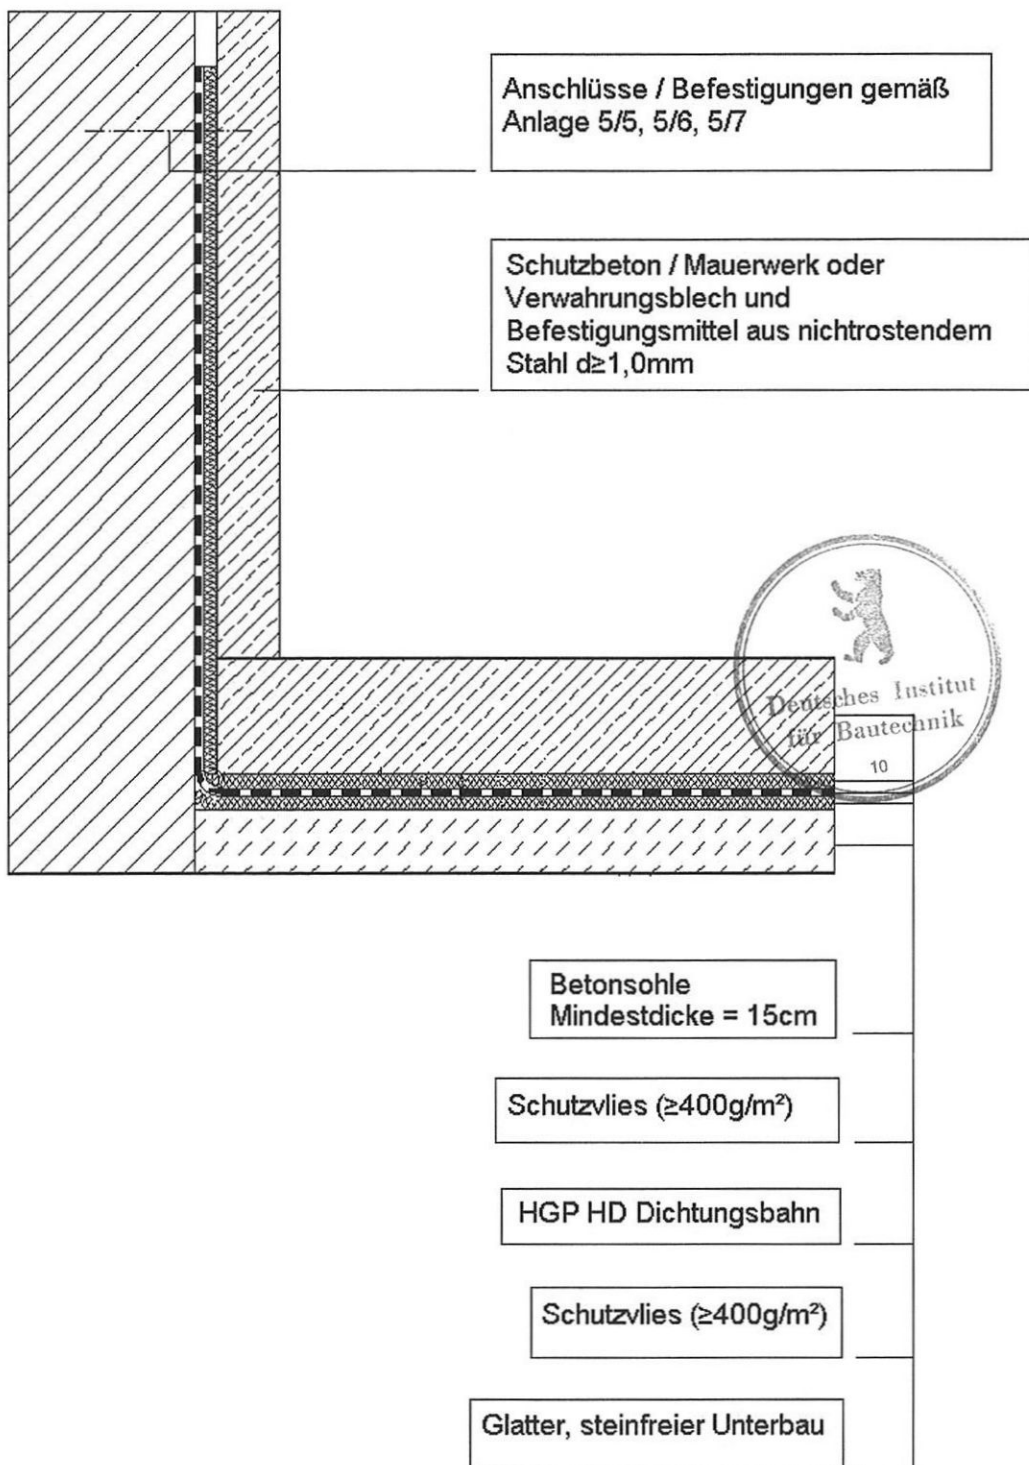 Anschlüsse / Befestigungen gemäß
Anlage 5/5, 5/6, 5/7
Schutzbeton / Mauerwerk oder
Verwahrungsblech und
Befestigungsmittel aus nichtrostendem
Stahl d≥1,0mm
Deutsches Institut
für Bautechnik
10
Betonsohle
Mindestdicke = 15cm
Schutzvlies (≥400g/m²)
HGP HD Dichtungsbahn
Schutzvlies (≥400g/m²)
Glatter, steinfreier Unterbau